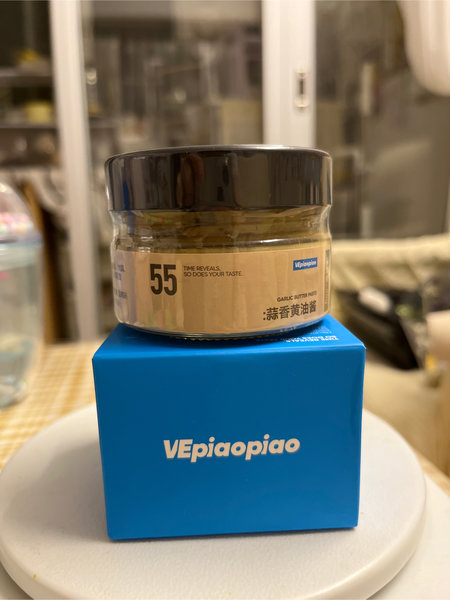 55
TIME REVEALS,
SO DOES YOUR TASTE.
VEpiaopiao
GARLIC BUTTER PASTE
:蒜香黄油酱
VEpiaopiao